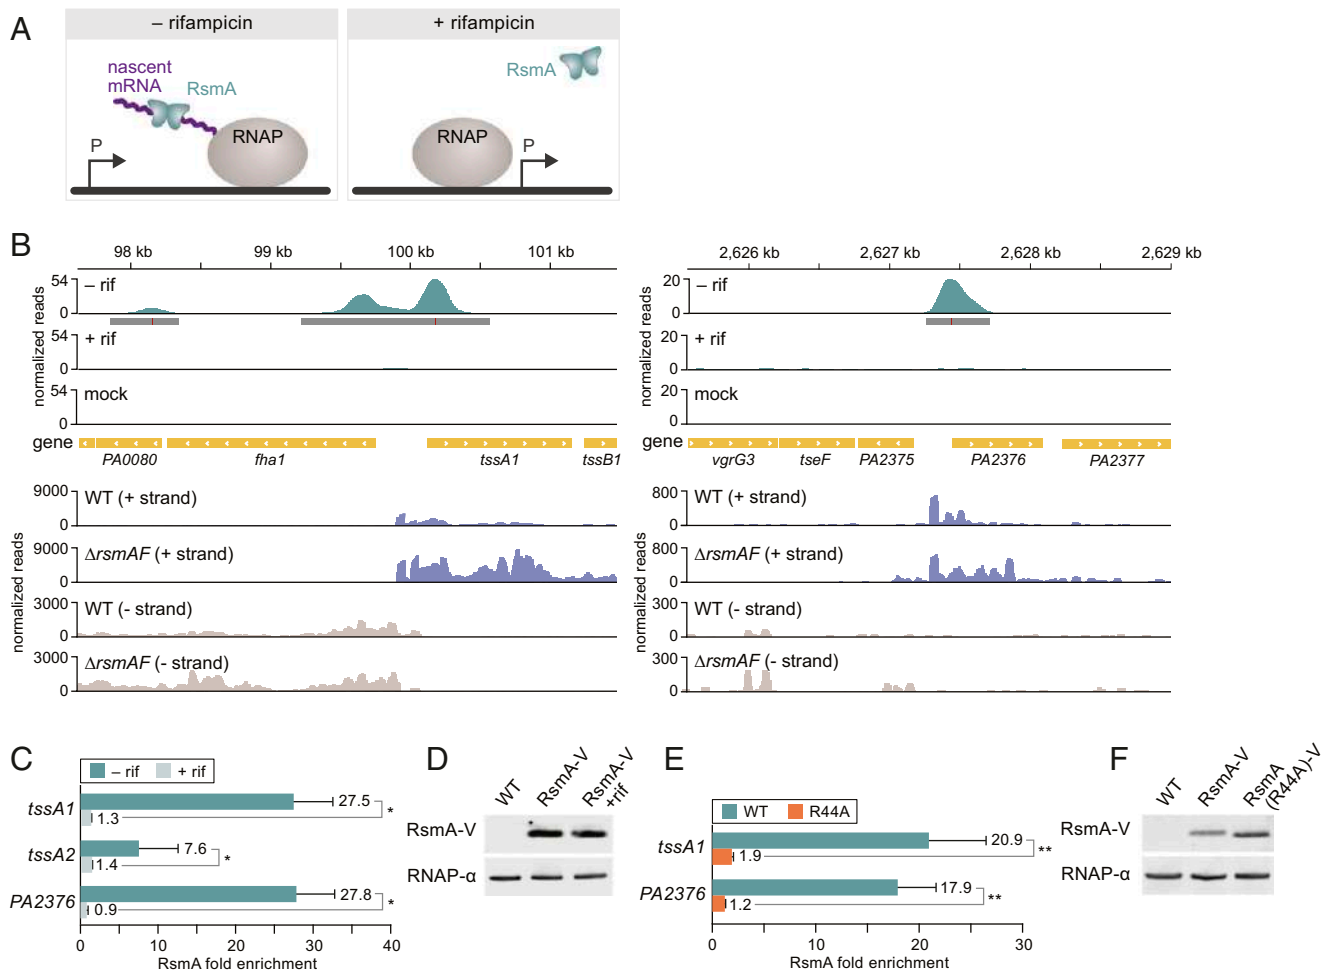 A
– rifampicin
nascent
mRNA
RsmA
RNAP
P
+ rifampicin
RsmA
RNAP
P
B
98 kb 99 kb 100 kb 101 kb
normalized reads
54
0
– rif
54
0
+ rif
54
0
mock
gene
PA0080 fha1 tssA1 tssB1
normalized reads
9000
0
WT (+ strand)
9000
0
ΔrsmAF (+ strand)
3000
0
WT (- strand)
3000
0
ΔrsmAF (- strand)
2,626 kb 2,627 kb 2,628 kb 2,629 kb
normalized reads
20
0
– rif
20
0
+ rif
20
0
mock
gene
vgrG3 tseF PA2375 PA2376 PA2377
normalized reads
800
0
WT (+ strand)
800
0
ΔrsmAF (+ strand)
300
0
WT (- strand)
300
0
ΔrsmAF (- strand)
C
– rif + rif
tssA1 27.5
1.3 *
tssA2 7.6
1.4 *
PA2376 27.8
0.9 *
0 10 20 30 40
RsmA fold enrichment
D
WT
RsmA-V
RsmA-V
+rif
RsmA-V
RNAP-α
E
WT R44A
tssA1 20.9
1.9 **
PA2376 17.9
1.2 **
0 10 20 30
RsmA fold enrichment
F
WT
RsmA-V
RsmA
(R44A)-V
RsmA-V
RNAP-α